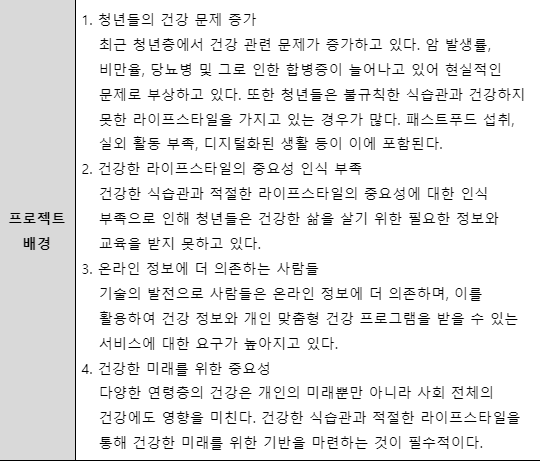 프로젝트
배경
1. 청년들의 건강 문제 증가
최근 청년층에서 건강 관련 문제가 증가하고 있다. 암 발생률,
비만율, 당뇨병 및 그로 인한 합병증이 늘어나고 있어 현실적인
문제로 부상하고 있다. 또한 청년들은 불규칙한 식습관과 건강하지
못한 라이프스타일을 가지고 있는 경우가 많다. 패스트푸드 섭취,
실외 활동 부족, 디지털화된 생활 등이 이에 포함된다.
2. 건강한 라이프스타일의 중요성 인식 부족
건강한 식습관과 적절한 라이프스타일의 중요성에 대한 인식
부족으로 인해 청년들은 건강한 삶을 살기 위한 필요한 정보와
교육을 받지 못하고 있다.
3. 온라인 정보에 더 의존하는 사람들
기술의 발전으로 사람들은 온라인 정보에 더 의존하며, 이를
활용하여 건강 정보와 개인 맞춤형 건강 프로그램을 받을 수 있는
서비스에 대한 요구가 높아지고 있다.
4. 건강한 미래를 위한 중요성
다양한 연령층의 건강은 개인의 미래뿐만 아니라 사회 전체의
건강에도 영향을 미친다. 건강한 식습관과 적절한 라이프스타일을
통해 건강한 미래를 위한 기반을 마련하는 것이 필수적이다.